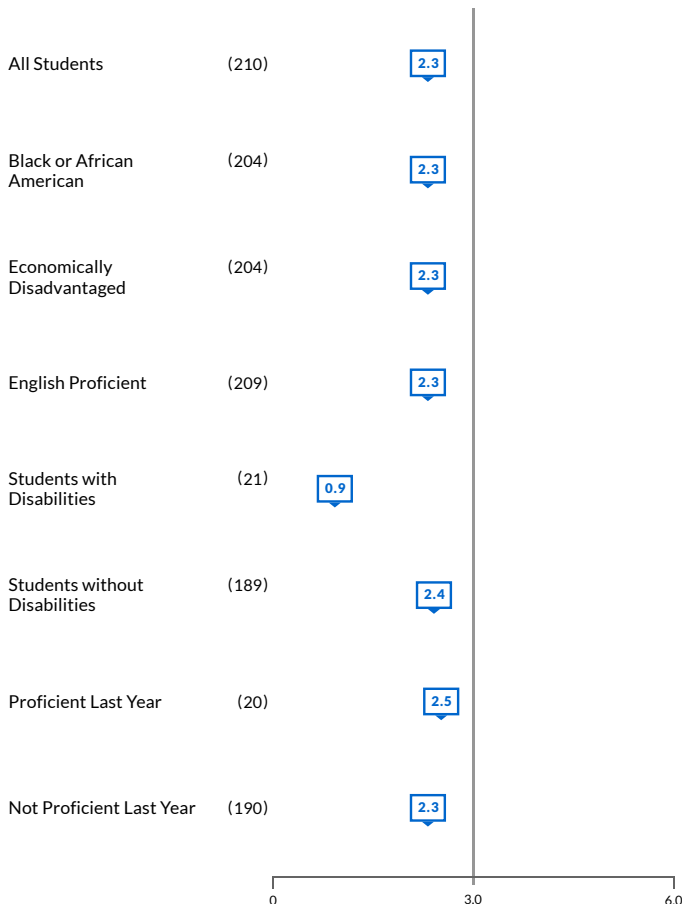 All Students (210) 2.3
Black or African (204) 2.3
American
Economically (204) 2.3
Disadvantaged
English Proficient (209) 2.3
Students with (21) 0.9
Disabilities
Students without (189) 2.4
Disabilities
Proficient Last Year (20) 2.5
Not Proficient Last Year (190) 2.3
0 3.0 6.0